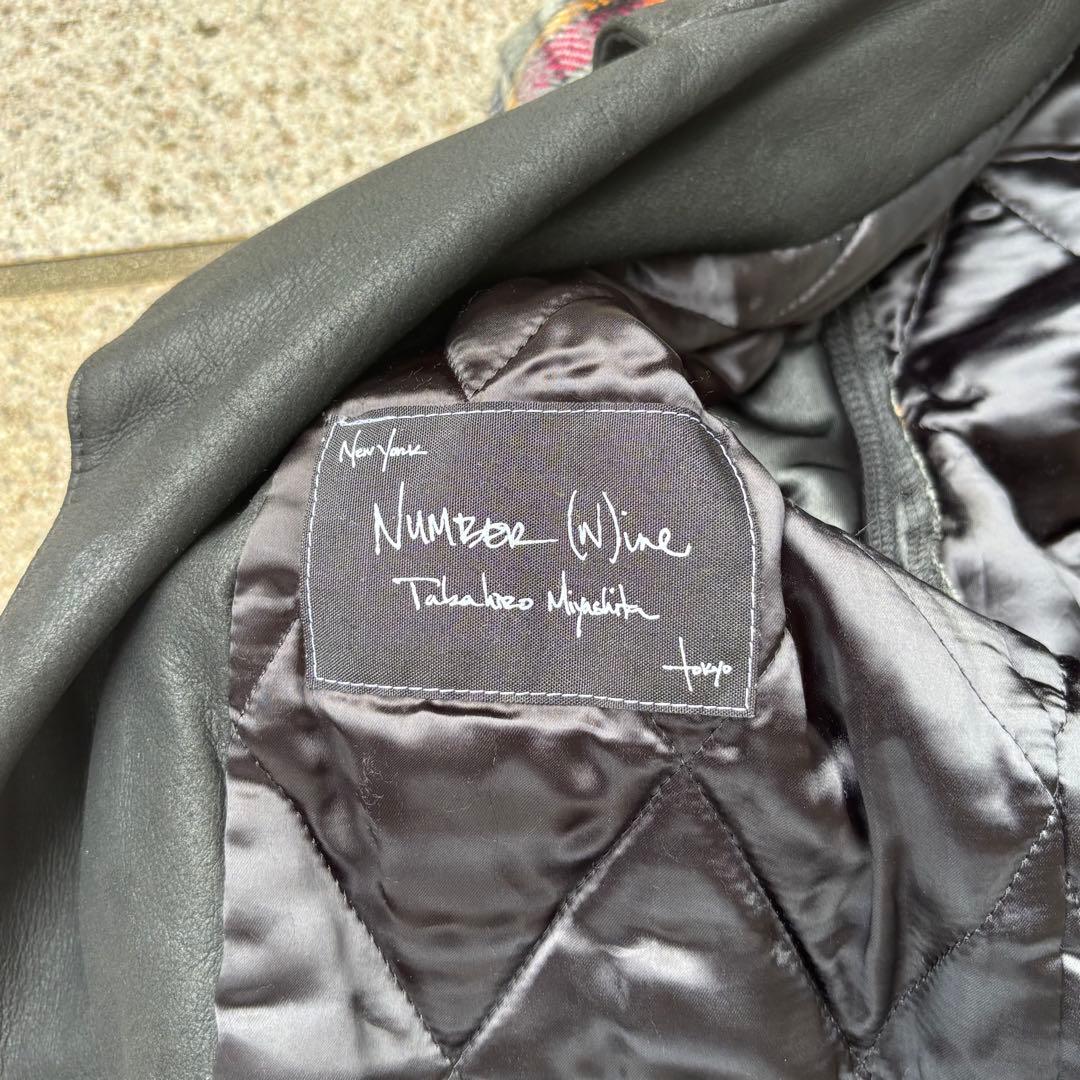 New York
NUMBER (N)ine
Takahiro Miyashita
tokyo